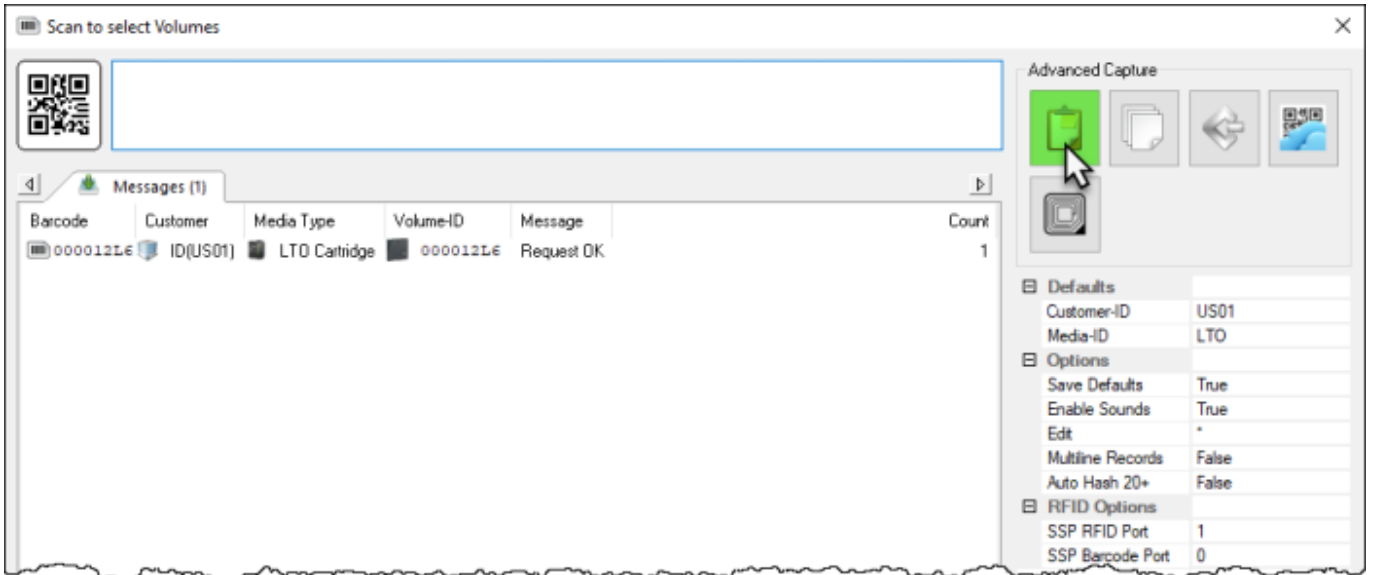 Scan to select Volumes
Advanced Capture
Messages (1)
Barcode Customer Media Type Volume-ID Message Count
000012L6 ID(US01) LTO Cartridge 000012L6 Request OK 1
Defaults
Customer-ID US01
Media-ID LTO
Options
Save Defaults True
Enable Sounds True
Edit *
Multiline Records False
Auto Hash 20+ False
RFID Options
SSP RFID Port 1
SSP Barcode Port 0